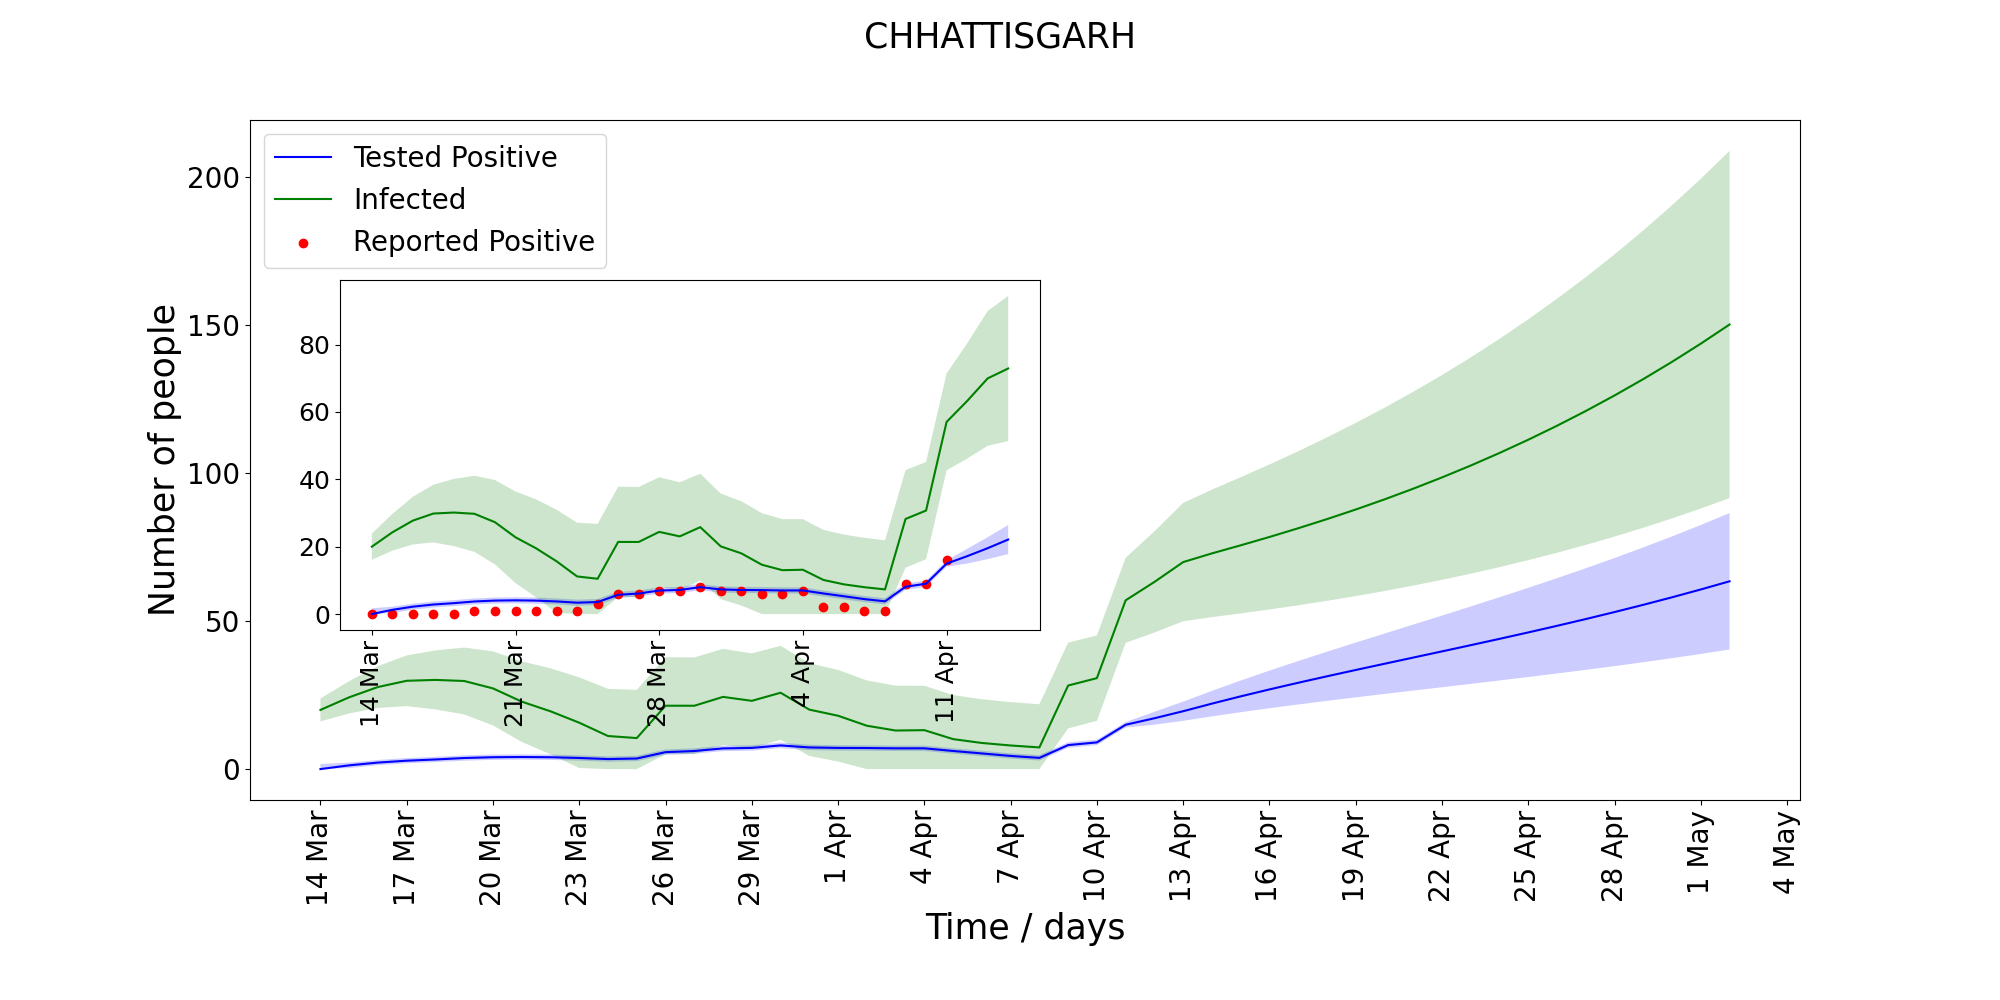 CHHATTISGARH
Tested Positive
Infected
Reported Positive
Number of people
200
150
100
50
0
80
60
40
20
0
14 Mar
21 Mar
28 Mar
4 Apr
11 Apr
14 Mar
17 Mar
20 Mar
23 Mar
26 Mar
29 Mar
1 Apr
4 Apr
7 Apr
10 Apr
13 Apr
16 Apr
19 Apr
22 Apr
25 Apr
28 Apr
1 May
4 May
Time / days